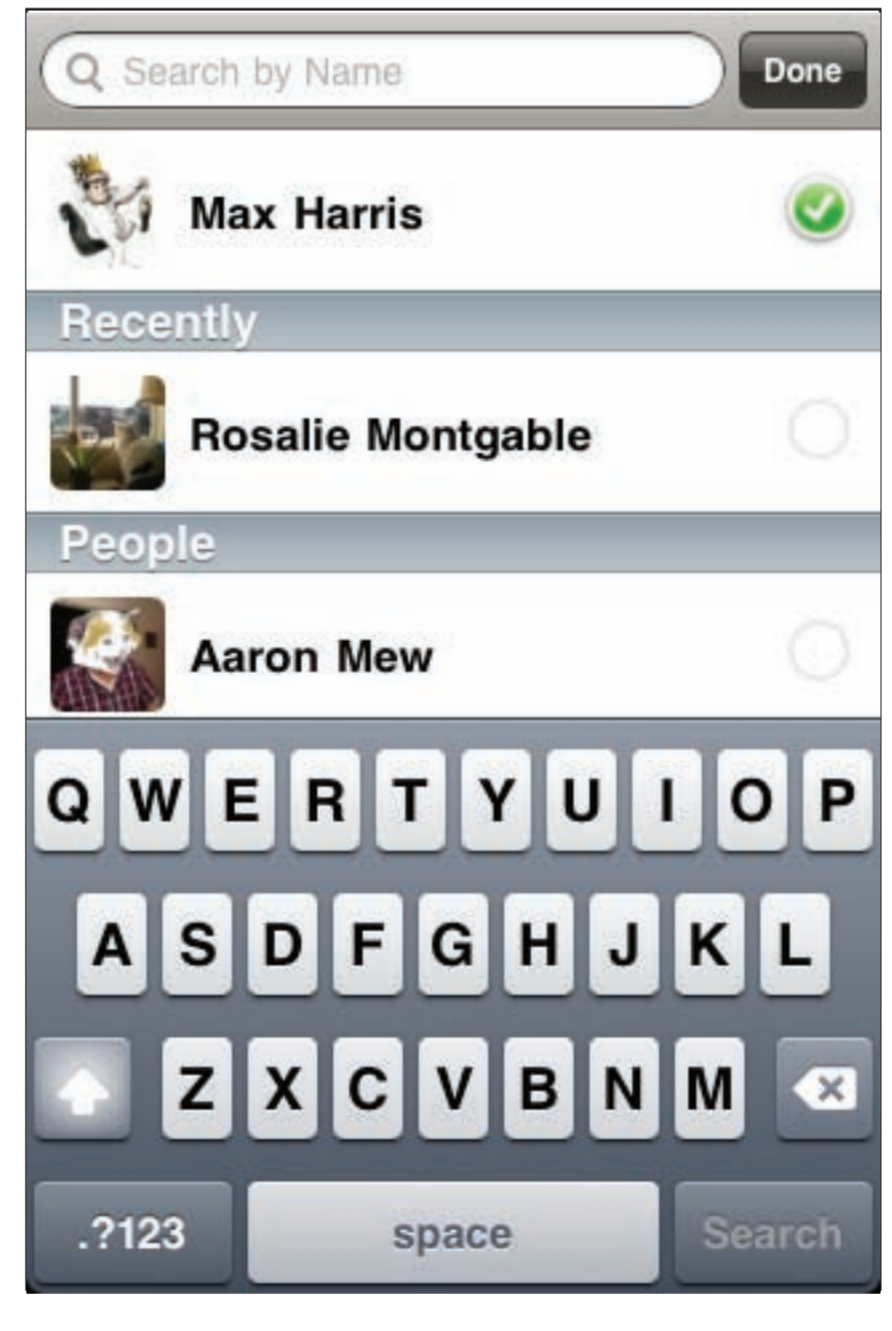 Search by Name
Done
Max Harris
Recently
Rosalie Montgable
People
Aaron Mew
Q W E R T Y U I O P
A S D F G H J K L
Z X C V B N M
.?123 space Search